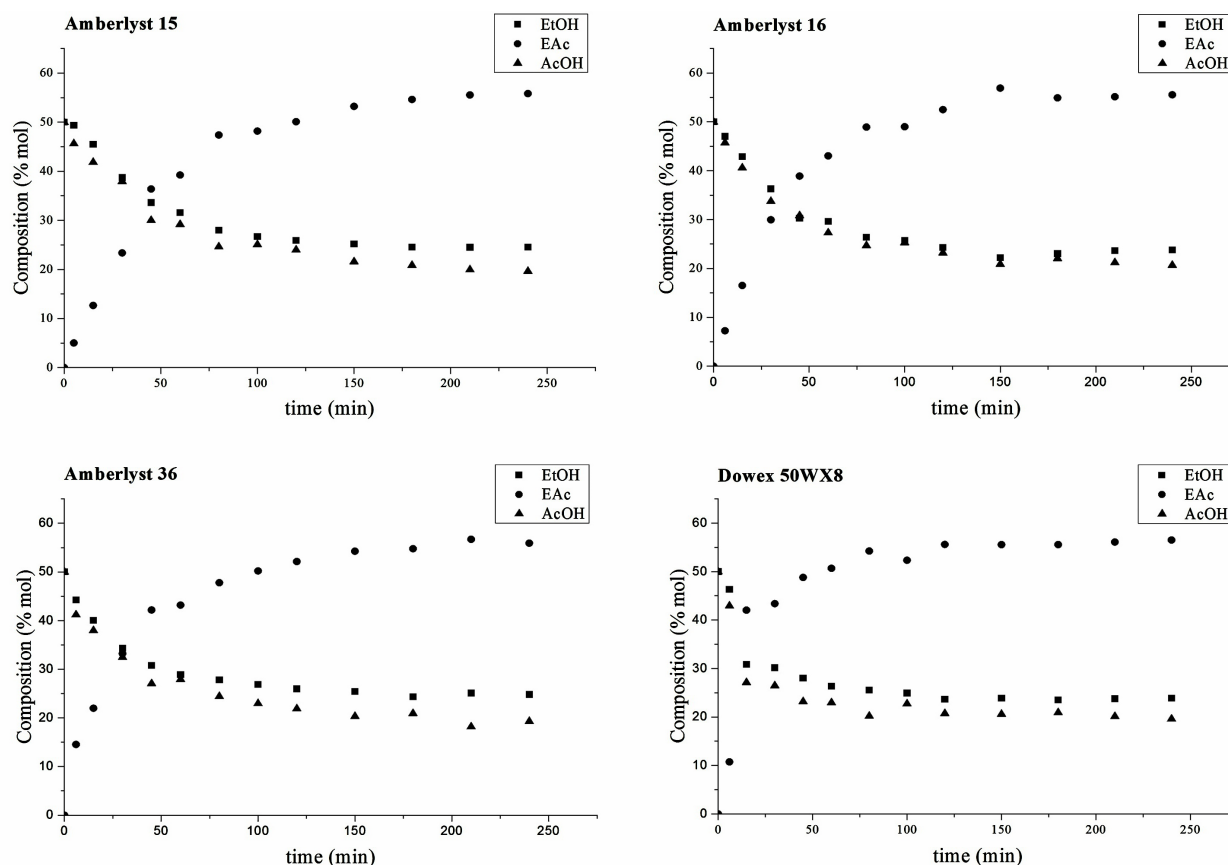 Amberlyst 15
EtOH
EAc
AcOH
60
50
40
30
20
10
0
Composition (% mol)
0 50 100 150 200 250
time (min)
Amberlyst 16
EtOH
EAc
AcOH
60
50
40
30
20
10
0
Composition (% mol)
0 50 100 150 200 250
time (min)
Amberlyst 36
EtOH
EAc
AcOH
60
50
40
30
20
10
0
Composition (% mol)
0 50 100 150 200 250
time (min)
Dowex 50WX8
EtOH
EAc
AcOH
60
50
40
30
20
10
0
Composition (% mol)
0 50 100 150 200 250
time (min)